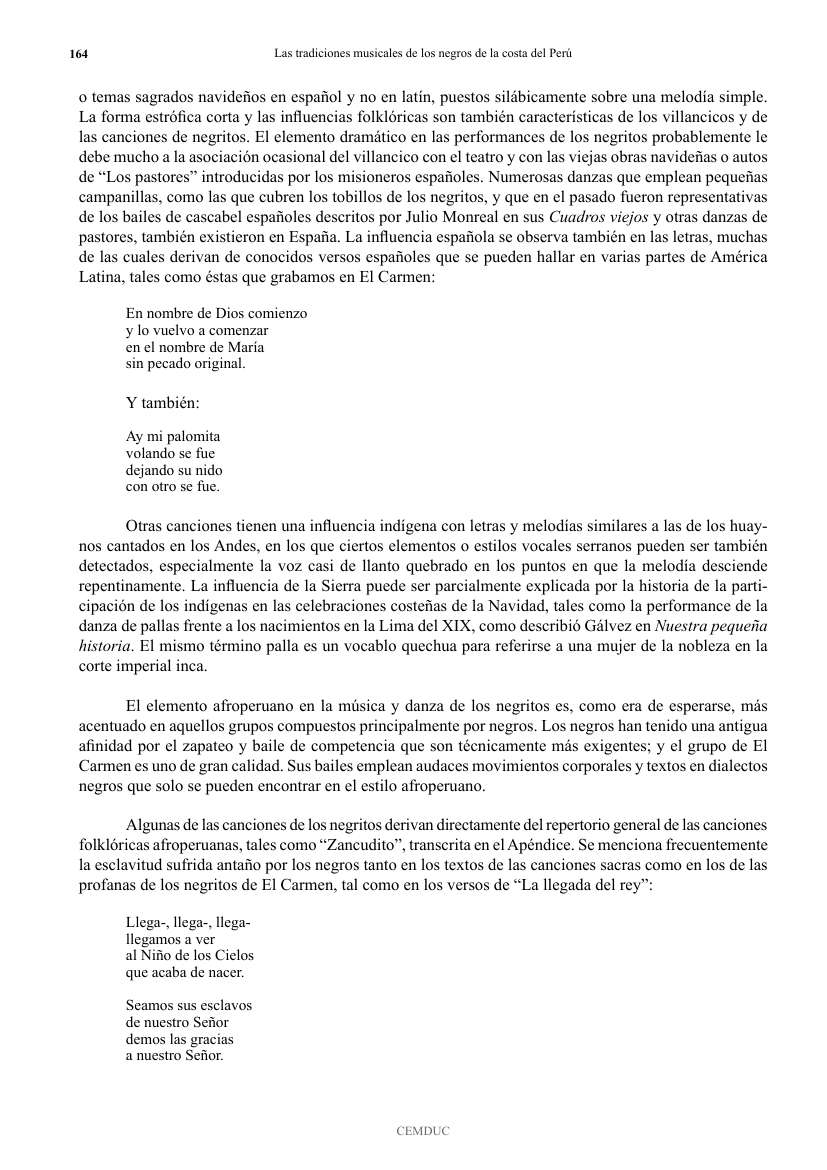 164
Las tradiciones musicales de los negros de la costa del Perú
o temas sagrados navideños en español y no en latín, puestos silábicamente sobre una melodía simple.
La forma estrófica corta y las influencias folklóricas son también características de los villancicos y de
las canciones de negritos. El elemento dramático en las performances de los negritos probablemente le
debe mucho a la asociación ocasional del villancico con el teatro y con las viejas obras navideñas o autos
de “Los pastores” introducidas por los misioneros españoles. Numerosas danzas que emplean pequeñas
campanillas, como las que cubren los tobillos de los negritos, y que en el pasado fueron representativas
de los bailes de cascabel españoles descritos por Julio Monreal en sus Cuadros viejos y otras danzas de
pastores, también existieron en España. La influencia española se observa también en las letras, muchas
de las cuales derivan de conocidos versos españoles que se pueden hallar en varias partes de América
Latina, tales como éstas que grabamos en El Carmen:
En nombre de Dios comienzo
y lo vuelvo a comenzar
en el nombre de María
sin pecado original.
Y también:
Ay mi palomita
volando se fue
dejando su nido
con otro se fue.
Otras canciones tienen una influencia indígena con letras y melodías similares a las de los huay-
nos cantados en los Andes, en los que ciertos elementos o estilos vocales serranos pueden ser también
detectados, especialmente la voz casi de llanto quebrado en los puntos en que la melodía desciende
repentinamente. La influencia de la Sierra puede ser parcialmente explicada por la historia de la parti-
cipación de los indígenas en las celebraciones costeñas de la Navidad, tales como la performance de la
danza de pallas frente a los nacimientos en la Lima del XIX, como describió Gálvez en Nuestra pequeña
historia. El mismo término palla es un vocablo quechua para referirse a una mujer de la nobleza en la
corte imperial inca.
El elemento afroperuano en la música y danza de los negritos es, como era de esperarse, más
acentuado en aquellos grupos compuestos principalmente por negros. Los negros han tenido una antigua
afinidad por el zapateo y baile de competencia que son técnicamente más exigentes; y el grupo de El
Carmen es uno de gran calidad. Sus bailes emplean audaces movimientos corporales y textos en dialectos
negros que solo se pueden encontrar en el estilo afroperuano.
Algunas de las canciones de los negritos derivan directamente del repertorio general de las canciones
folklóricas afroperuanas, tales como “Zancudito”, transcrita en el Apéndice. Se menciona frecuentemente
la esclavitud sufrida antaño por los negros tanto en los textos de las canciones sacras como en los de las
profanas de los negritos de El Carmen, tal como en los versos de “La llegada del rey”:
Llega-, llega-, llega-
llegamos a ver
al Niño de los Cielos
que acaba de nacer.
Seamos sus esclavos
de nuestro Señor
demos las gracias
a nuestro Señor.
CEMDUC